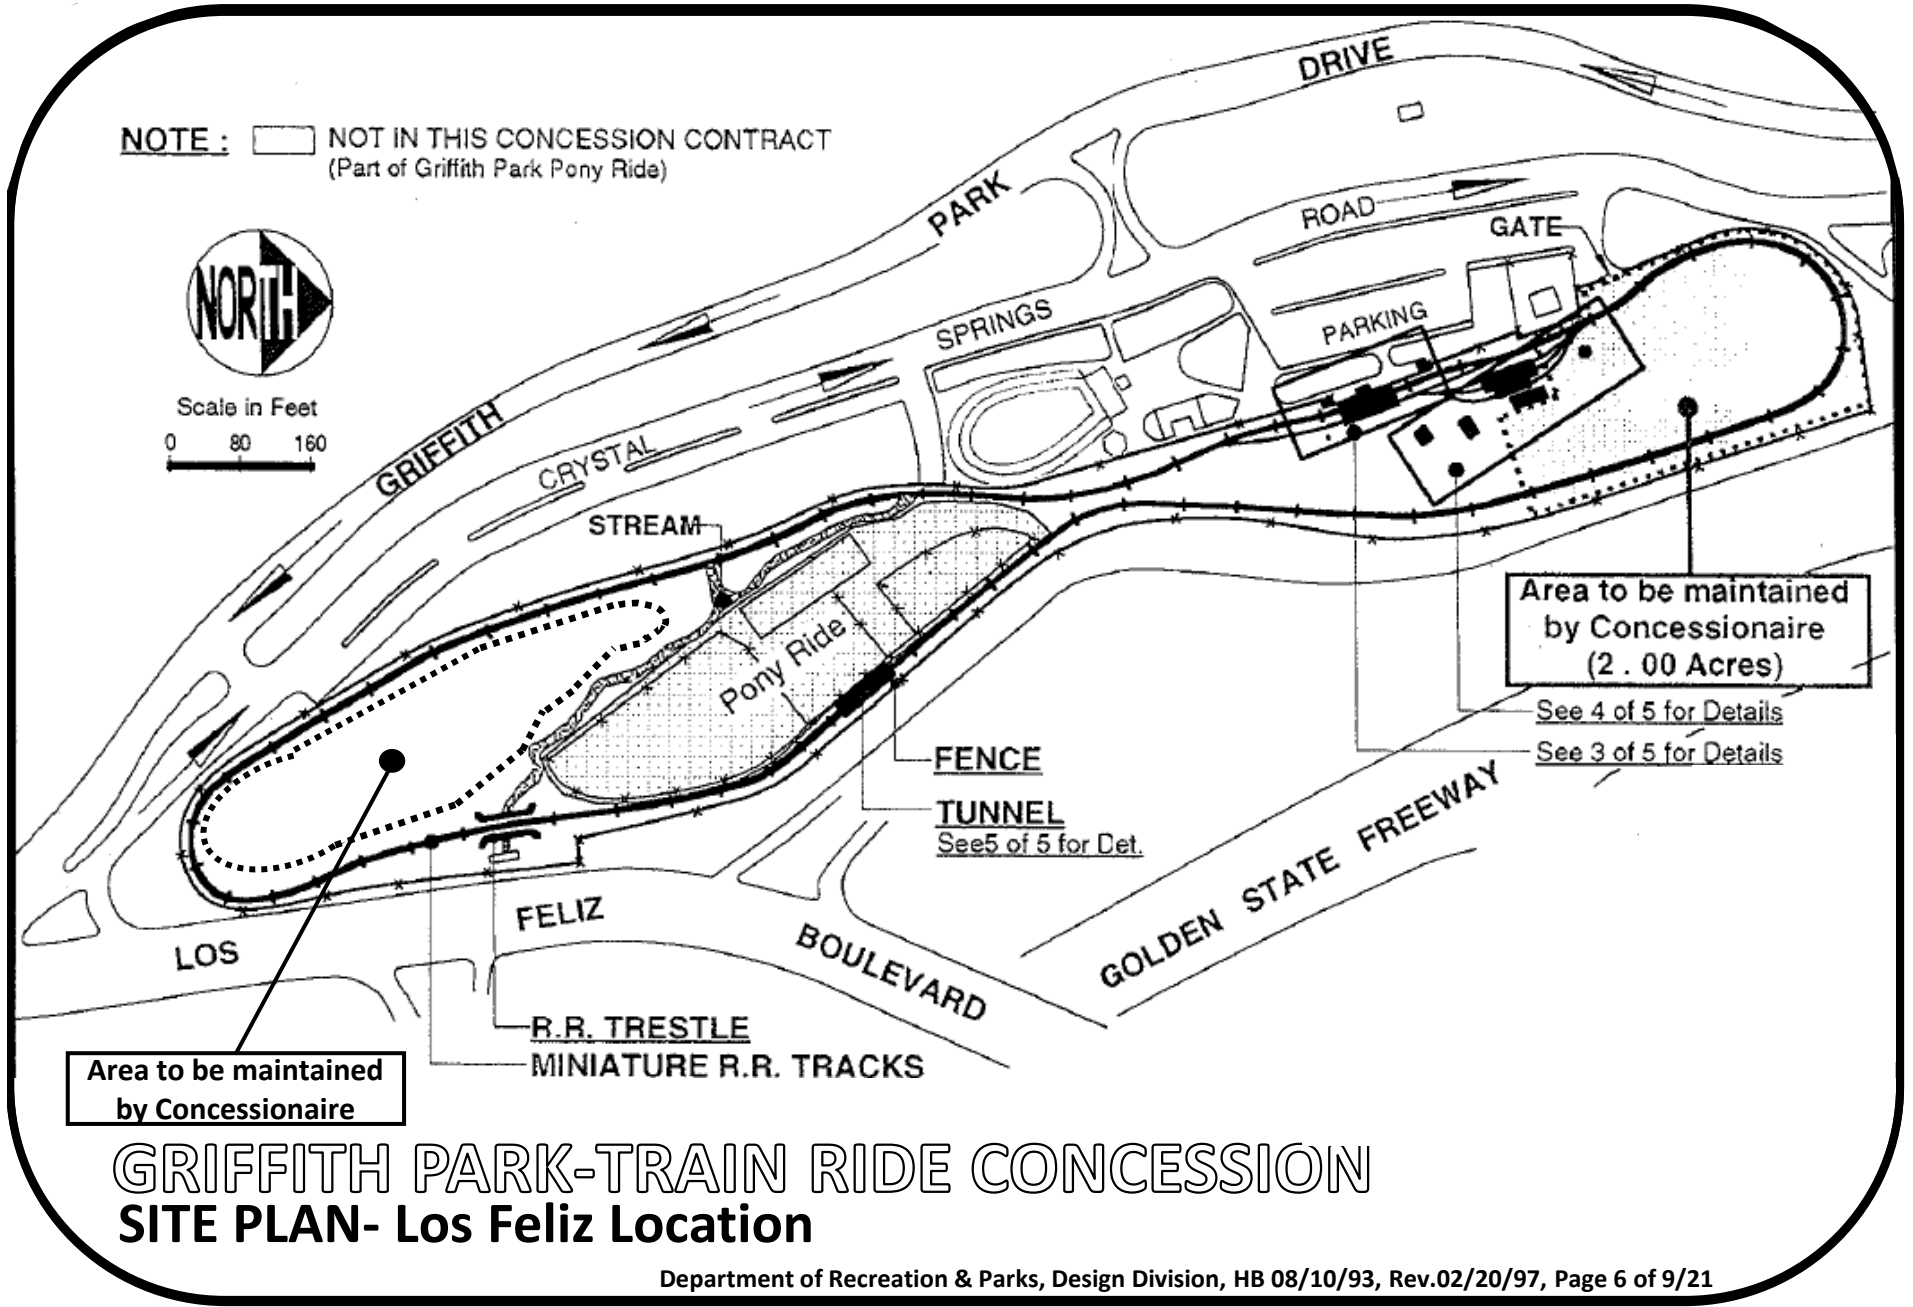 DRIVE
NOTE : NOT IN THIS CONCESSION CONTRACT
(Part of Griffith Park Pony Ride)
PARK
ROAD
GATE
NORTH
SPRINGS
PARKING
Scale in Feet
0 80 160
GRIFFITH
CRYSTAL
STREAM
Pony Ride
Area to be maintained
by Concessionaire
(2 . 00 Acres)
See 4 of 5 for Details
See 3 of 5 for Details
FENCE
TUNNEL
See5 of 5 for Det.
GOLDEN STATE FREEWAY
LOS FELIZ BOULEVARD
R.R. TRESTLE
MINIATURE R.R. TRACKS
Area to be maintained
by Concessionaire
GRIFFITH PARK-TRAIN RIDE CONCESSION
SITE PLAN- Los Feliz Location
Department of Recreation & Parks, Design Division, HB 08/10/93, Rev.02/20/97, Page 6 of 9/21